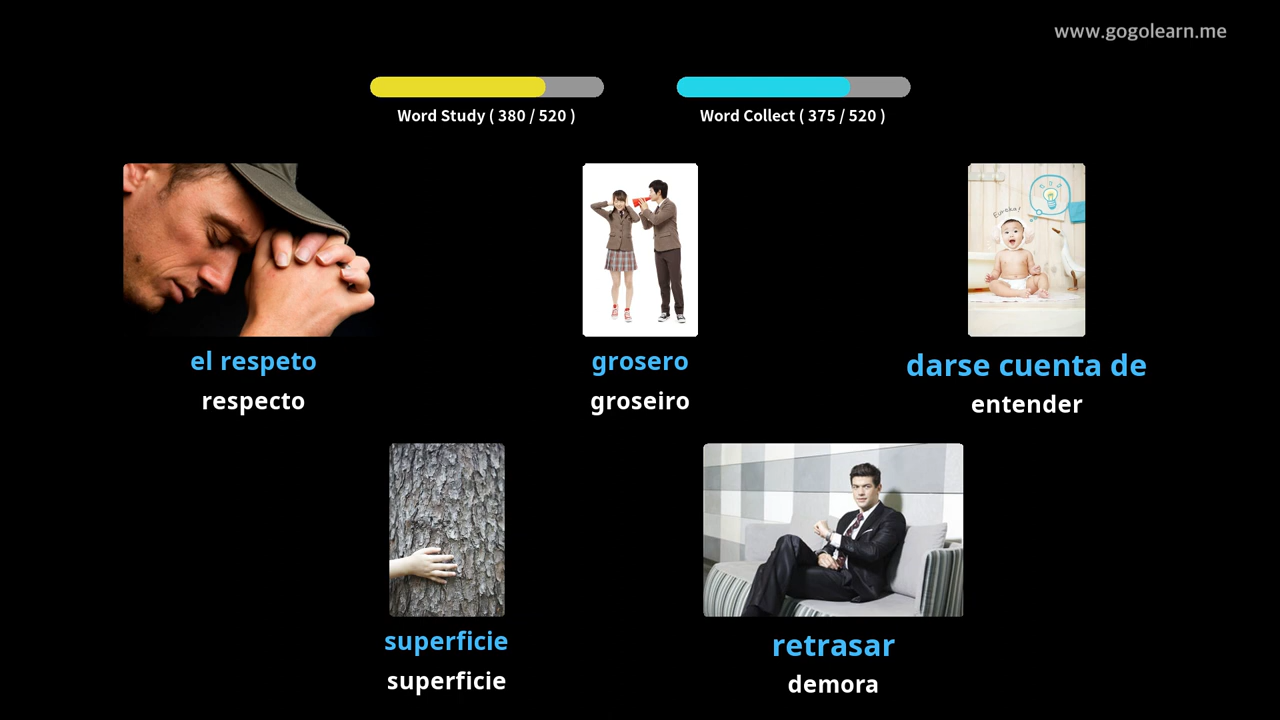 www.gogolearn.me
Word Study ( 380 / 520 )
Word Collect ( 375 / 520 )
Eureka!
el respeto
respecto
grosero
groseiro
darse cuenta de
entender
superficie
superficie
retrasar
demora